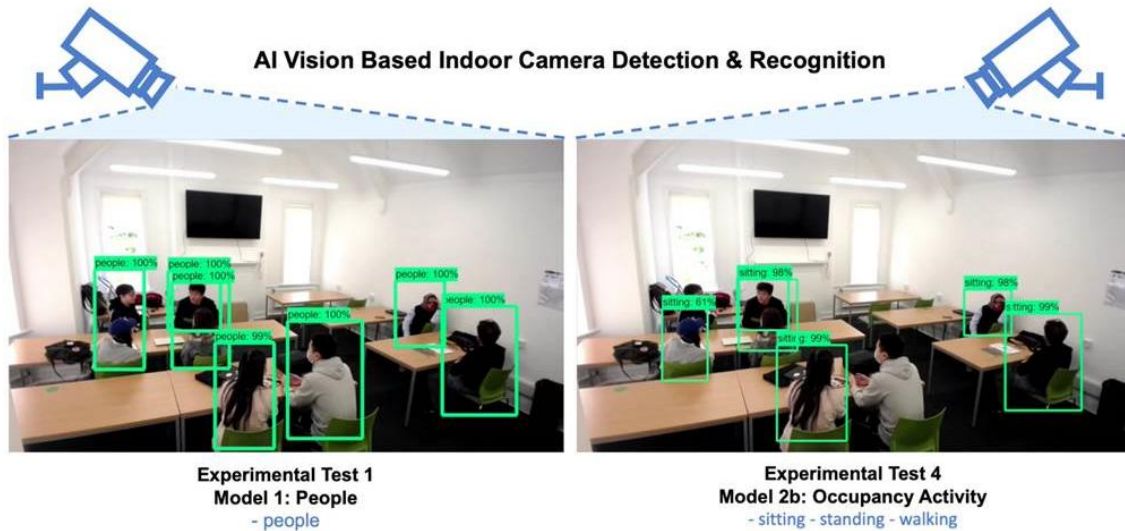 AI Vision Based Indoor Camera Detection & Recognition
people: 100%
people: 100%
people: 100%
people: 100%
people: 100%
people: 100%
people: 99%
sitting: 98%
sitting: 98%
sitting: 61%
sitting: 99%
sitting: 99%
Experimental Test 1
Model 1: People
- people
Experimental Test 4
Model 2b: Occupancy Activity
- sitting - standing - walking